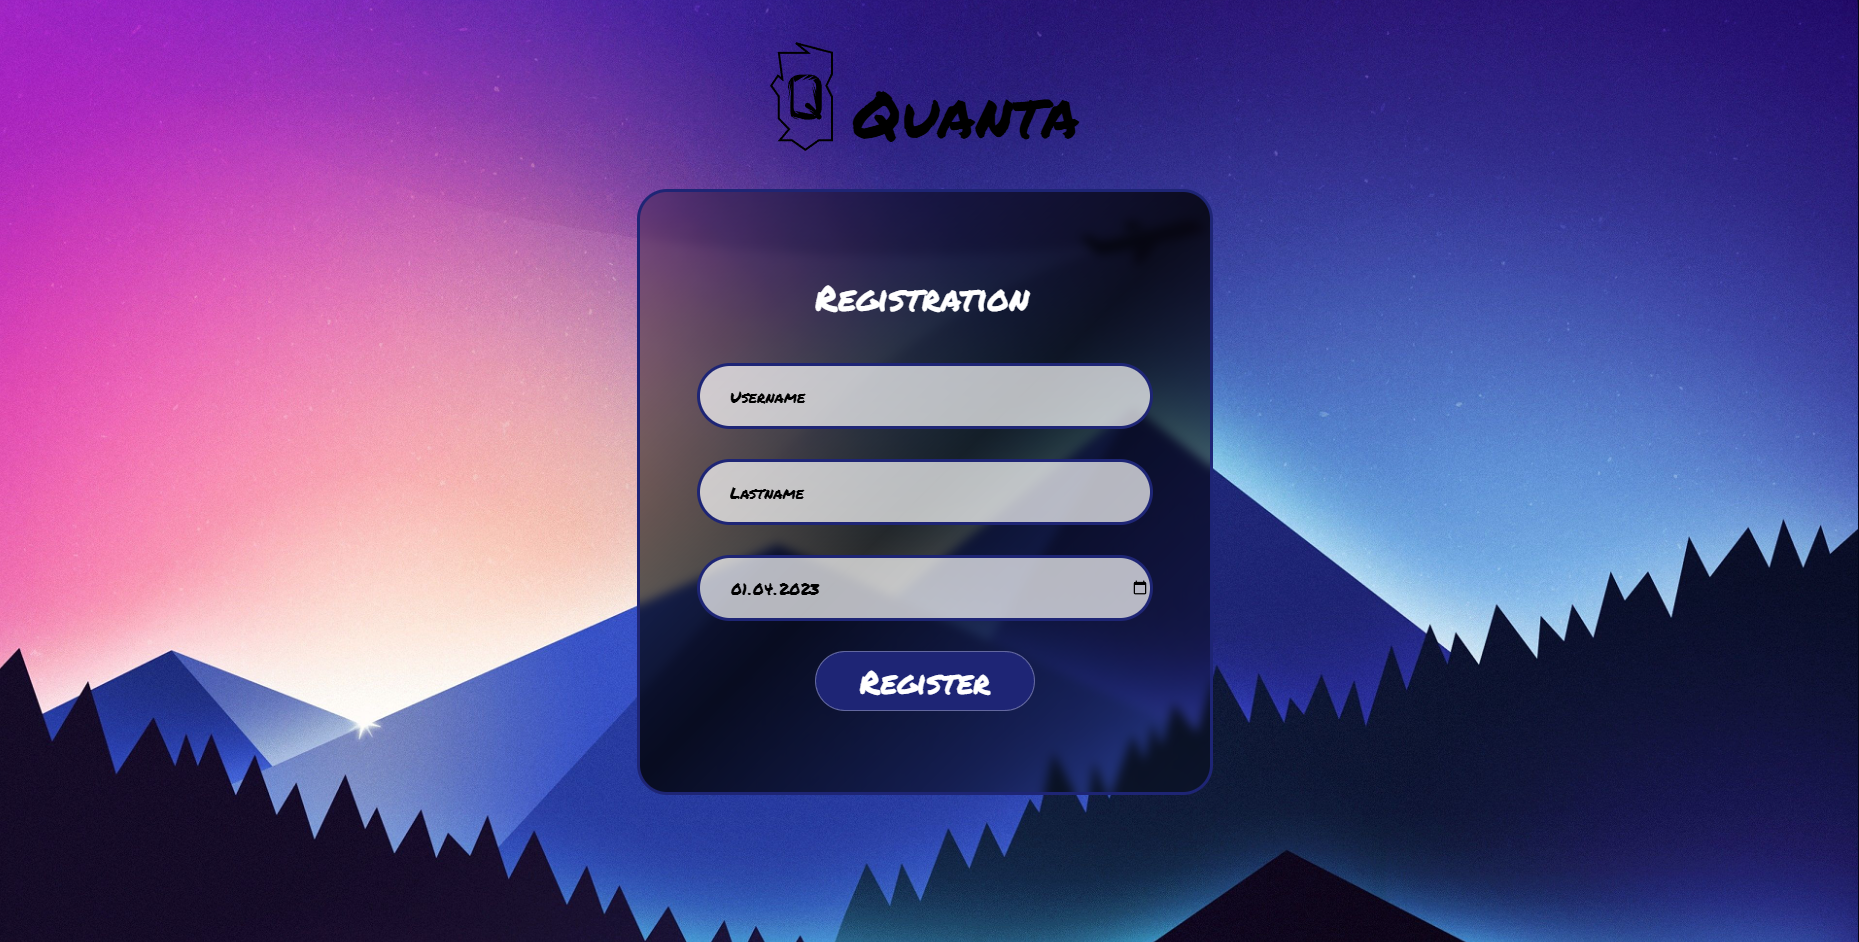 Q Quanta
Registration
Username
Lastname
01.04.2023
Register